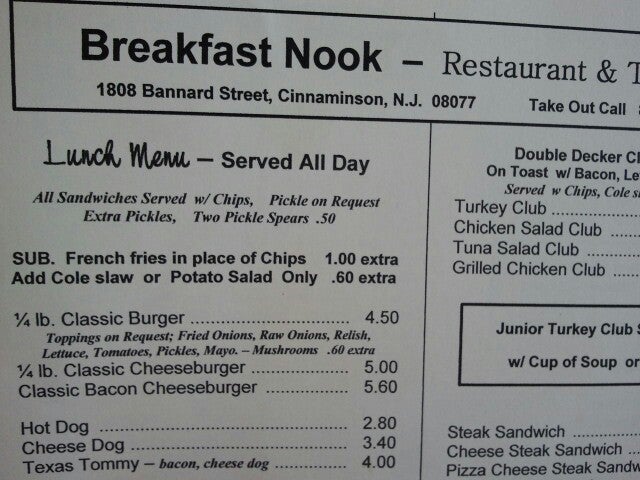 Breakfast Nook – Restaurant &
1808 Bannard Street, Cinnaminson, N.J. 08077
Take Out Call
Lunch Menu – Served All Day
All Sandwiches Served w/ Chips, Pickle on Request
Extra Pickles, Two Pickle Spears .50
SUB. French fries in place of Chips 1.00 extra
Add Cole slaw or Potato Salad Only .60 extra
¼ lb. Classic Burger ............................ 4.50
Toppings on Request; Fried Onions, Raw Onions, Relish,
Lettuce, Tomatoes, Pickles, Mayo. – Mushrooms .60 extra
¼ lb. Classic Cheeseburger ............... 5.00
Classic Bacon Cheeseburger ............. 5.60
Hot Dog ........................................... 2.80
Cheese Dog ..................................... 3.40
Texas Tommy – bacon, cheese dog ............ 4.00
Double Decker
On Toast w/ Bacon,
Served w Chips, Cole
Turkey Club ....................
Chicken Salad Club ......
Tuna Salad Club ..........
Grilled Chicken Club .....
Junior Turkey Club
w/ Cup of Soup or
Steak Sandwich .............
Cheese Steak Sandwich ....
Pizza Cheese Steak